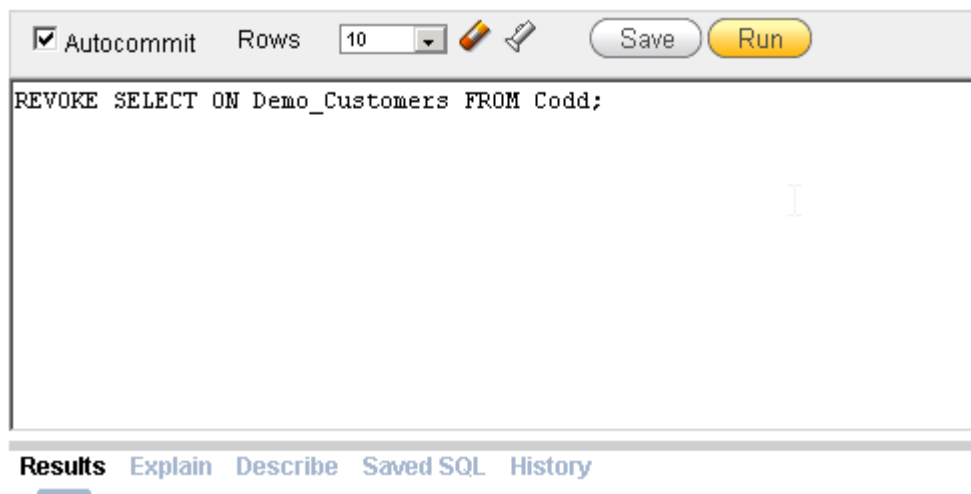 Autocommit Rows 10 Save Run
REVOKE SELECT ON Demo_Customers FROM Codd;
Results Explain Describe Saved SQL History